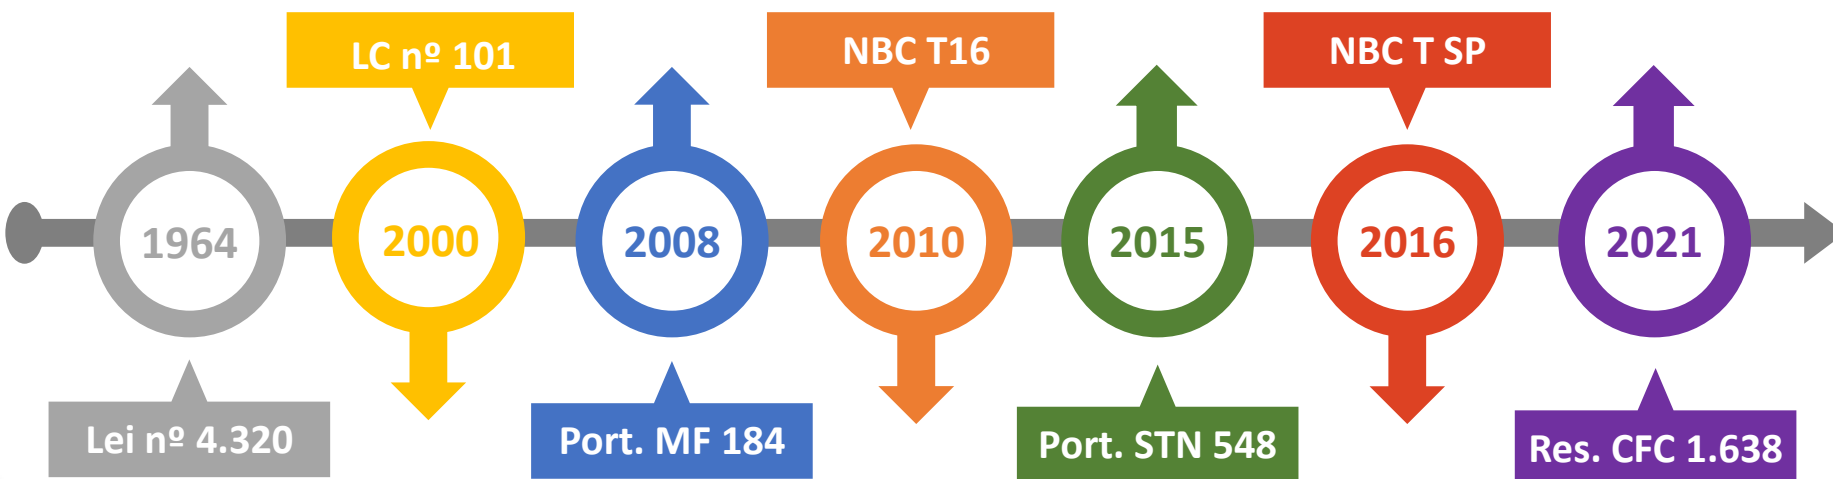 LC nº 101
NBC T16
NBC T SP
1964
2000
2008
2010
2015
2016
2021
Lei nº 4.320
Port. MF 184
Port. STN 548
Res. CFC 1.638